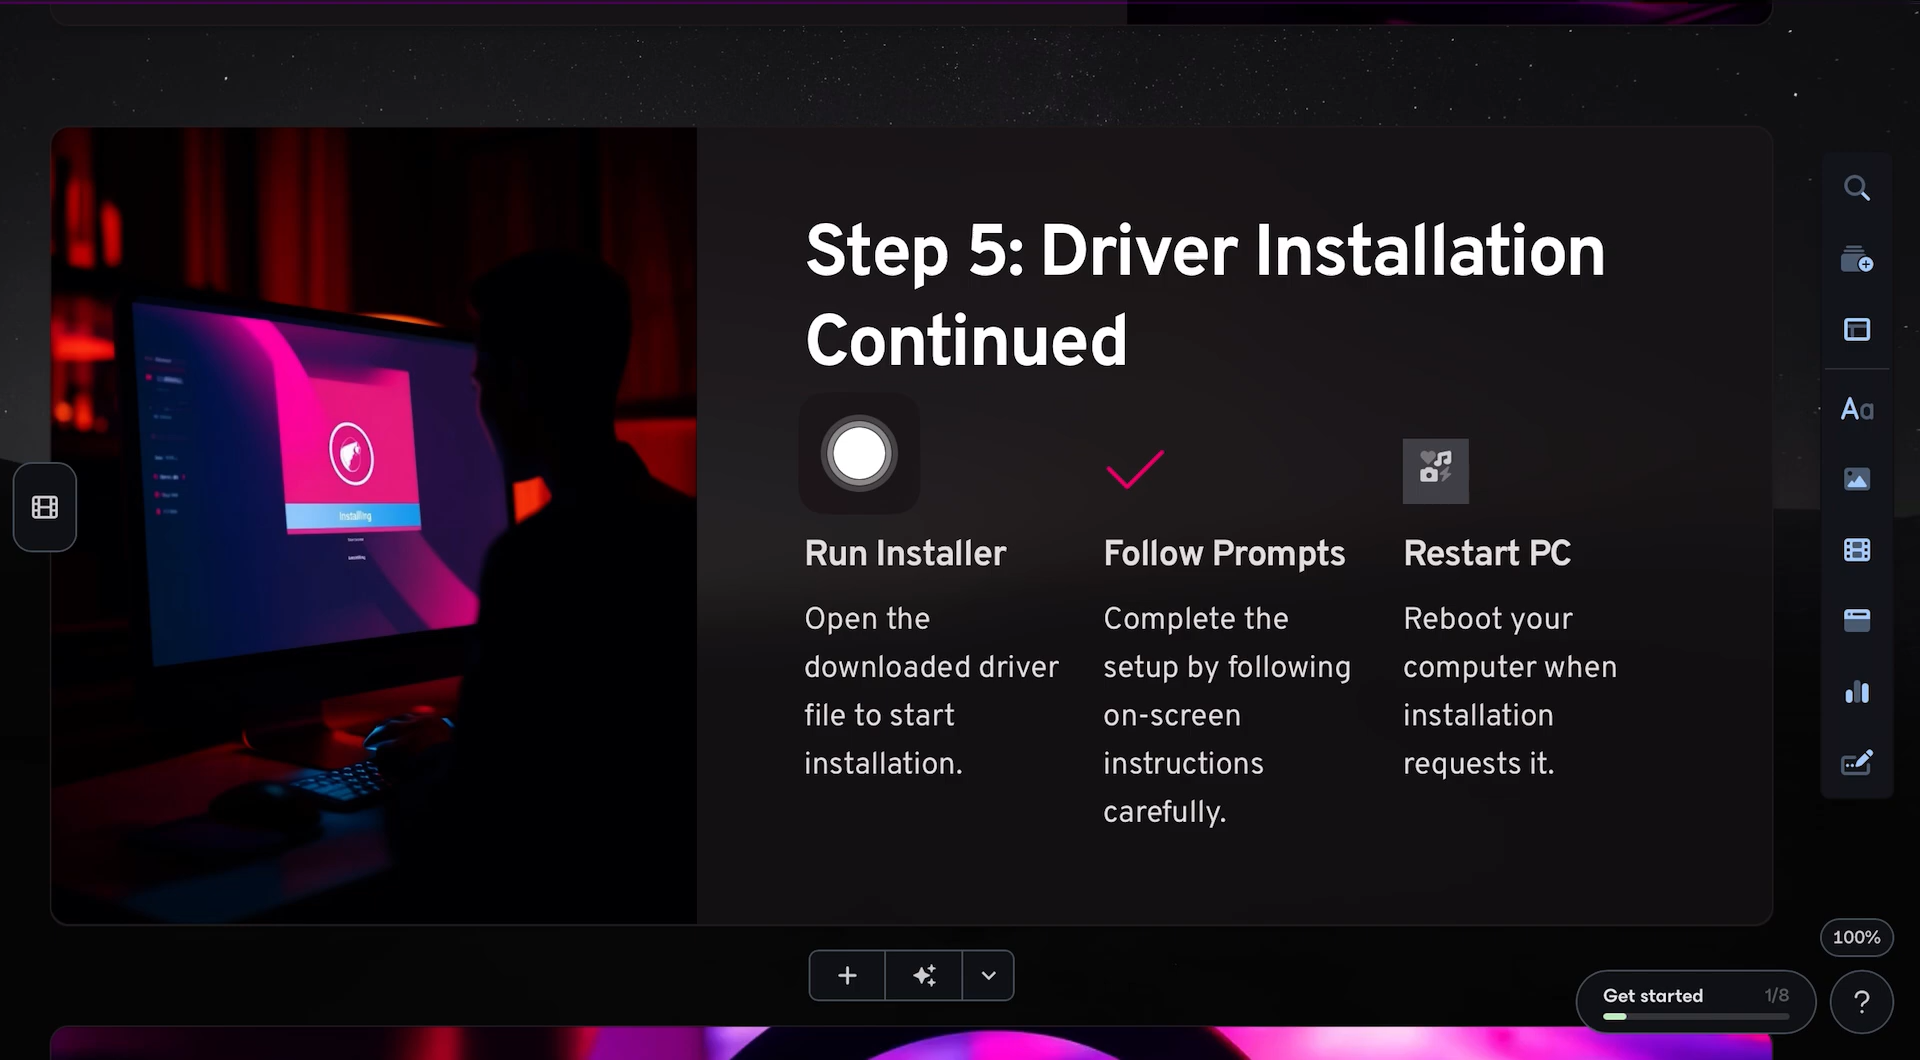 Step 5: Driver Installation
Continued
Installing
Run Installer
Open the
downloaded driver
file to start
installation.
Follow Prompts
Complete the
setup by following
on-screen
instructions
carefully.
Restart PC
Reboot your
computer when
installation
requests it.
Aa
100%
Get started 1/8
?